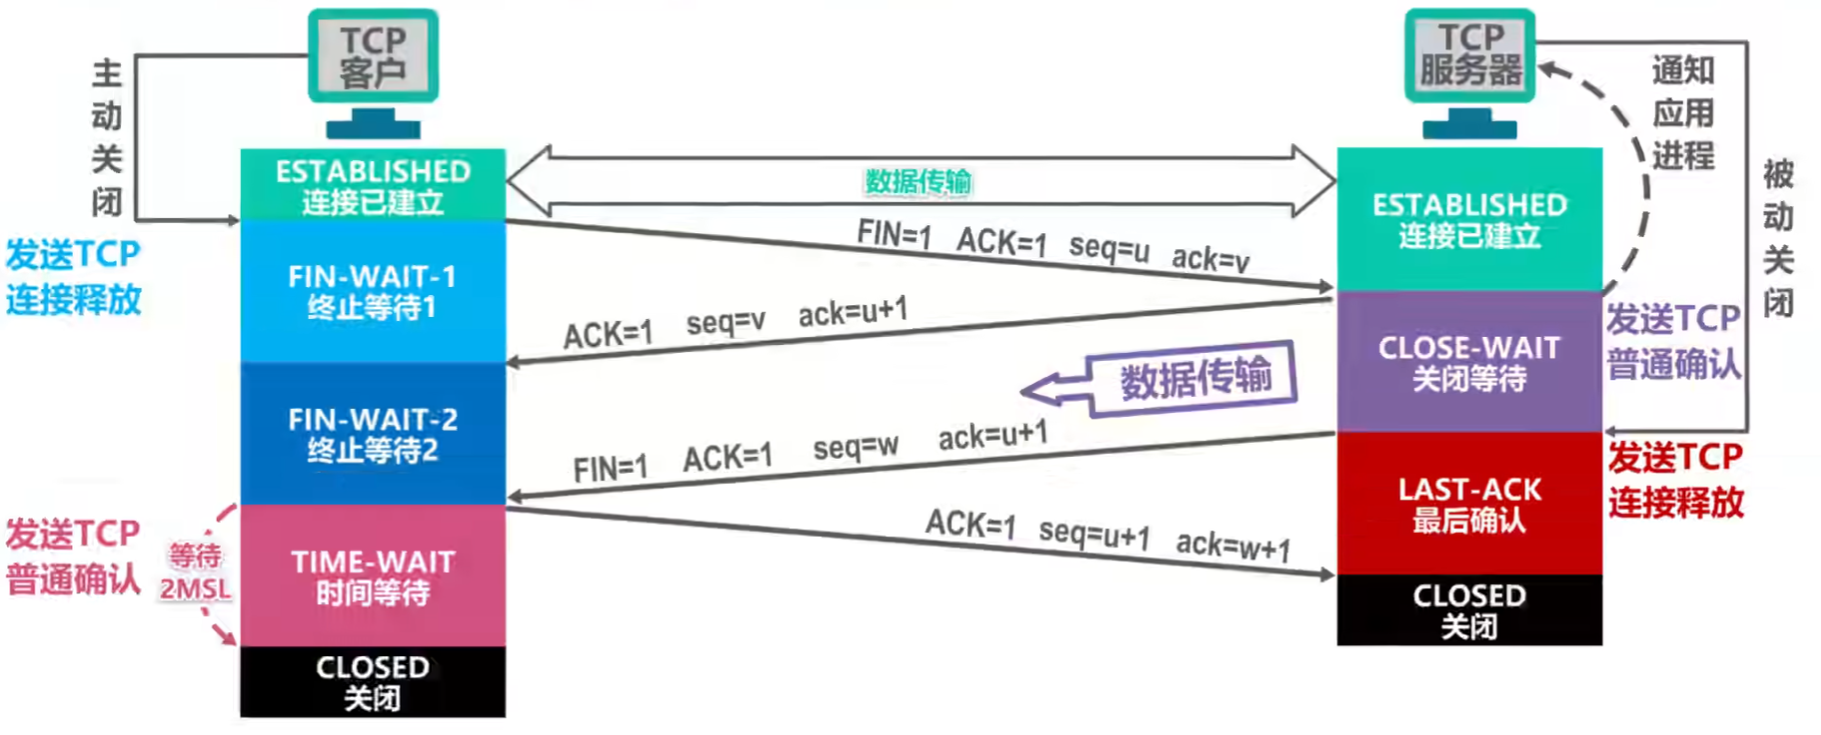 TCP
客户
TCP
服务器
主动关闭
通知
应用
进程
被动关闭
ESTABLISHED
连接已建立
数据传输
ESTABLISHED
连接已建立
发送TCP
连接释放
FIN=1 ACK=1 seq=u ack=v
FIN-WAIT-1
终止等待1
ACK=1 seq=v ack=u+1
发送TCP
普通确认
CLOSE-WAIT
关闭等待
数据传输
FIN-WAIT-2
终止等待2
FIN=1 ACK=1 seq=w ack=u+1
发送TCP
连接释放
LAST-ACK
最后确认
发送TCP
普通确认
等待
2MSL
TIME-WAIT
时间等待
ACK=1 seq=u+1 ack=w+1
CLOSED
关闭
CLOSED
关闭